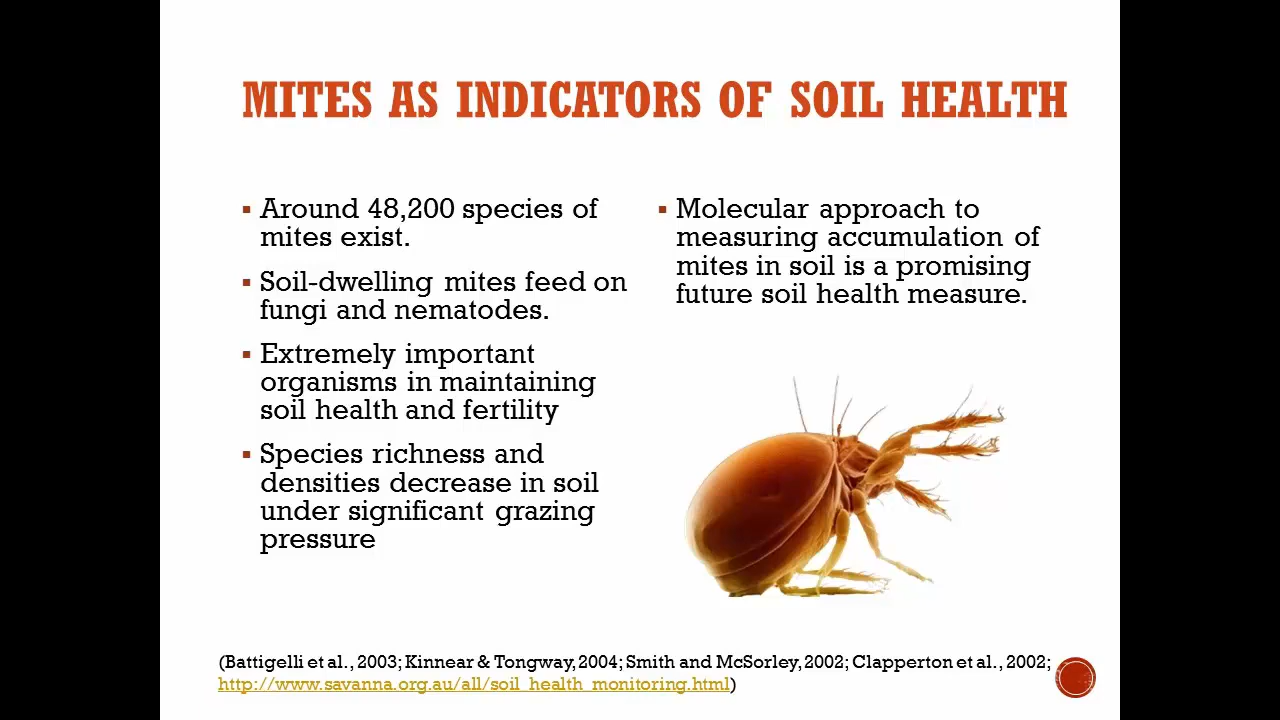 MITES AS INDICATORS OF SOIL HEALTH
▪ Around 48,200 species of
mites exist.
▪ Soil-dwelling mites feed on
fungi and nematodes.
▪ Extremely important
organisms in maintaining
soil health and fertility
▪ Species richness and
densities decrease in soil
under significant grazing
pressure
▪ Molecular approach to
measuring accumulation of
mites in soil is a promising
future soil health measure.
(Battigelli et al., 2003; Kinnear & Tongway, 2004; Smith and McSorley, 2002; Clapperton et al., 2002;
http://www.savanna.org.au/all/soil_health_monitoring.html)